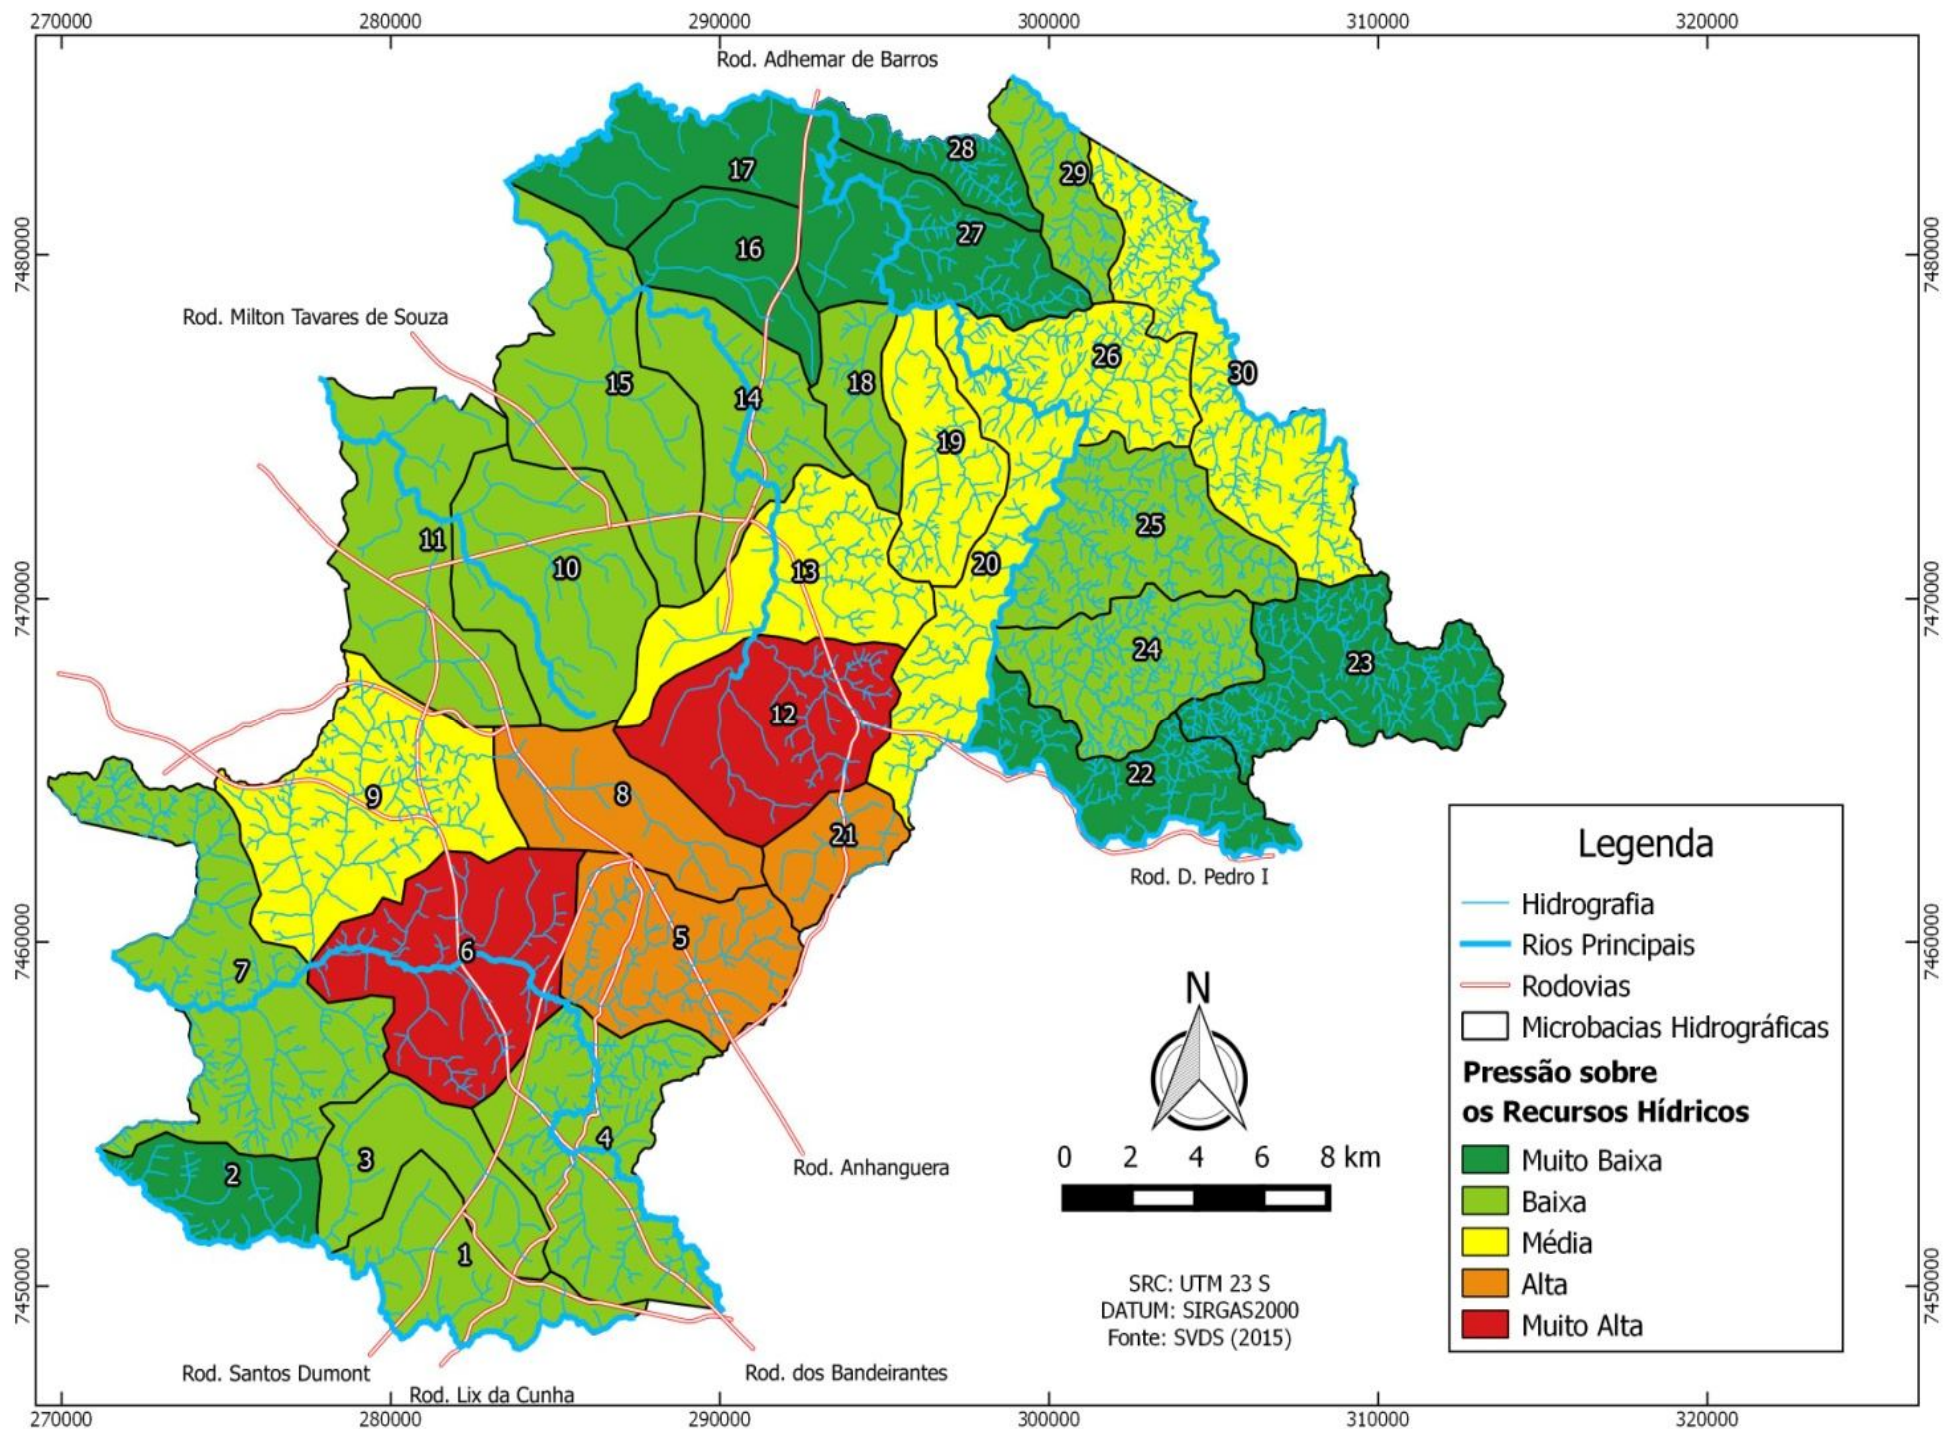 270000 280000 290000 300000 310000 320000
Rod. Adhemar de Barros
28
17
29
27
16
7480000
7480000
Rod. Milton Tavares de Souza
26
30
15
18
14
19
25
11
20
10
13
7470000
7470000
24
23
12
22
9
8
21
Legenda
Rod. D. Pedro I
Hidrografia
5
Rios Principais
7460000
7460000
6
7
Rodovias
N
Microbacias Hidrográficas
Pressão sobre
os Recursos Hídricos
4
0 2 4 6 8 km
3
Muito Baixa
Rod. Anhanguera
2
Baixa
Média
1
7450000
7450000
SRC: UTM 23 S
Alta
DATUM: SIRGAS2000
Muito Alta
Fonte: SVDS (2015)
Rod. Santos Dumont
Rod. dos Bandeirantes
Rod. Lix da Cunha
270000 280000 290000 300000 310000 320000